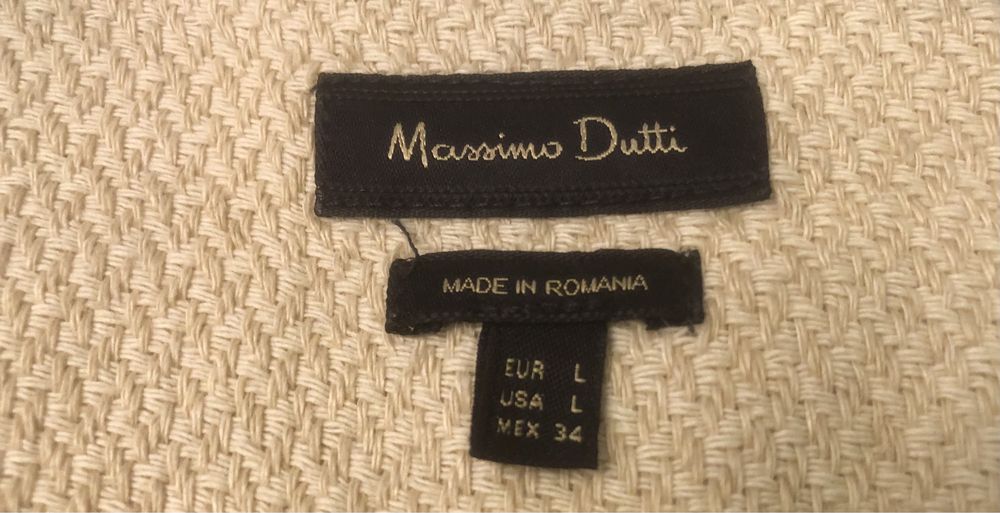 Massimo Dutti
MADE IN ROMANIA
EUR L
USA L
MEX 34